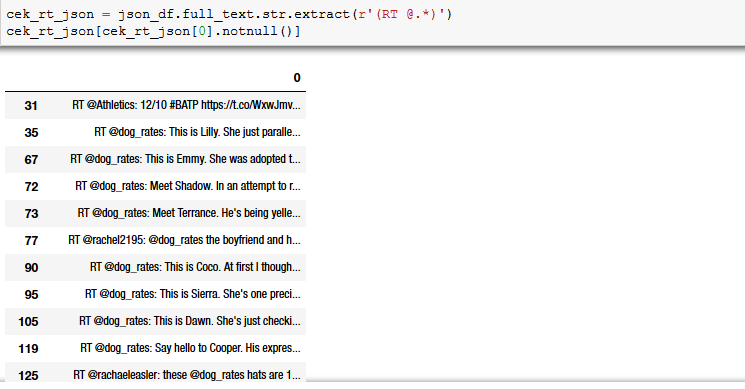 cek_rt_json = json_df.full_text.str.extract(r'(RT @.*)')
cek_rt_json[cek_rt_json[0].notnull()]
0
31 RT @Athletics: 12/10 #BATP https://t.co/WxwJmv...
35 RT @dog_rates: This is Lilly. She just paralle...
67 RT @dog_rates: This is Emmy. She was adopted t...
72 RT @dog_rates: Meet Shadow. In an attempt to r...
73 RT @dog_rates: Meet Terrance. He's being yelle...
77 RT @rachel2195: @dog_rates the boyfriend and h...
90 RT @dog_rates: This is Coco. At first I though...
95 RT @dog_rates: This is Sierra. She's one preci...
105 RT @dog_rates: This is Dawn. She's just checki...
119 RT @dog_rates: Say hello to Cooper. His expres...
125 RT @rachaeleasler: these @dog_rates hats are 1...